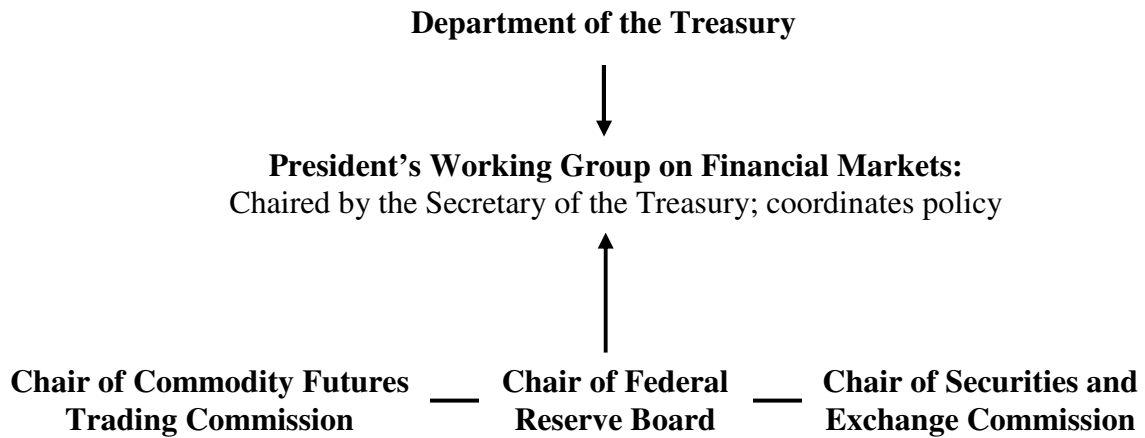 Department of the Treasury
President’s Working Group on Financial Markets:
Chaired by the Secretary of the Treasury; coordinates policy
Chair of Commodity Futures
Trading Commission
Chair of Federal
Reserve Board
Chair of Securities and
Exchange Commission